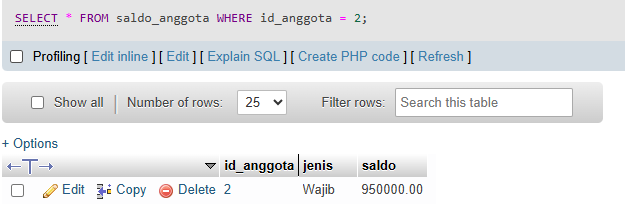 SELECT * FROM saldo_anggota WHERE id_anggota = 2;
Profiling [ Edit inline ] [ Edit ] [ Explain SQL ] [ Create PHP code ] [ Refresh ]
Show all Number of rows: 25 Filter rows: Search this table
+ Options
id_anggota jenis saldo
Edit Copy Delete 2 Wajib 950000.00